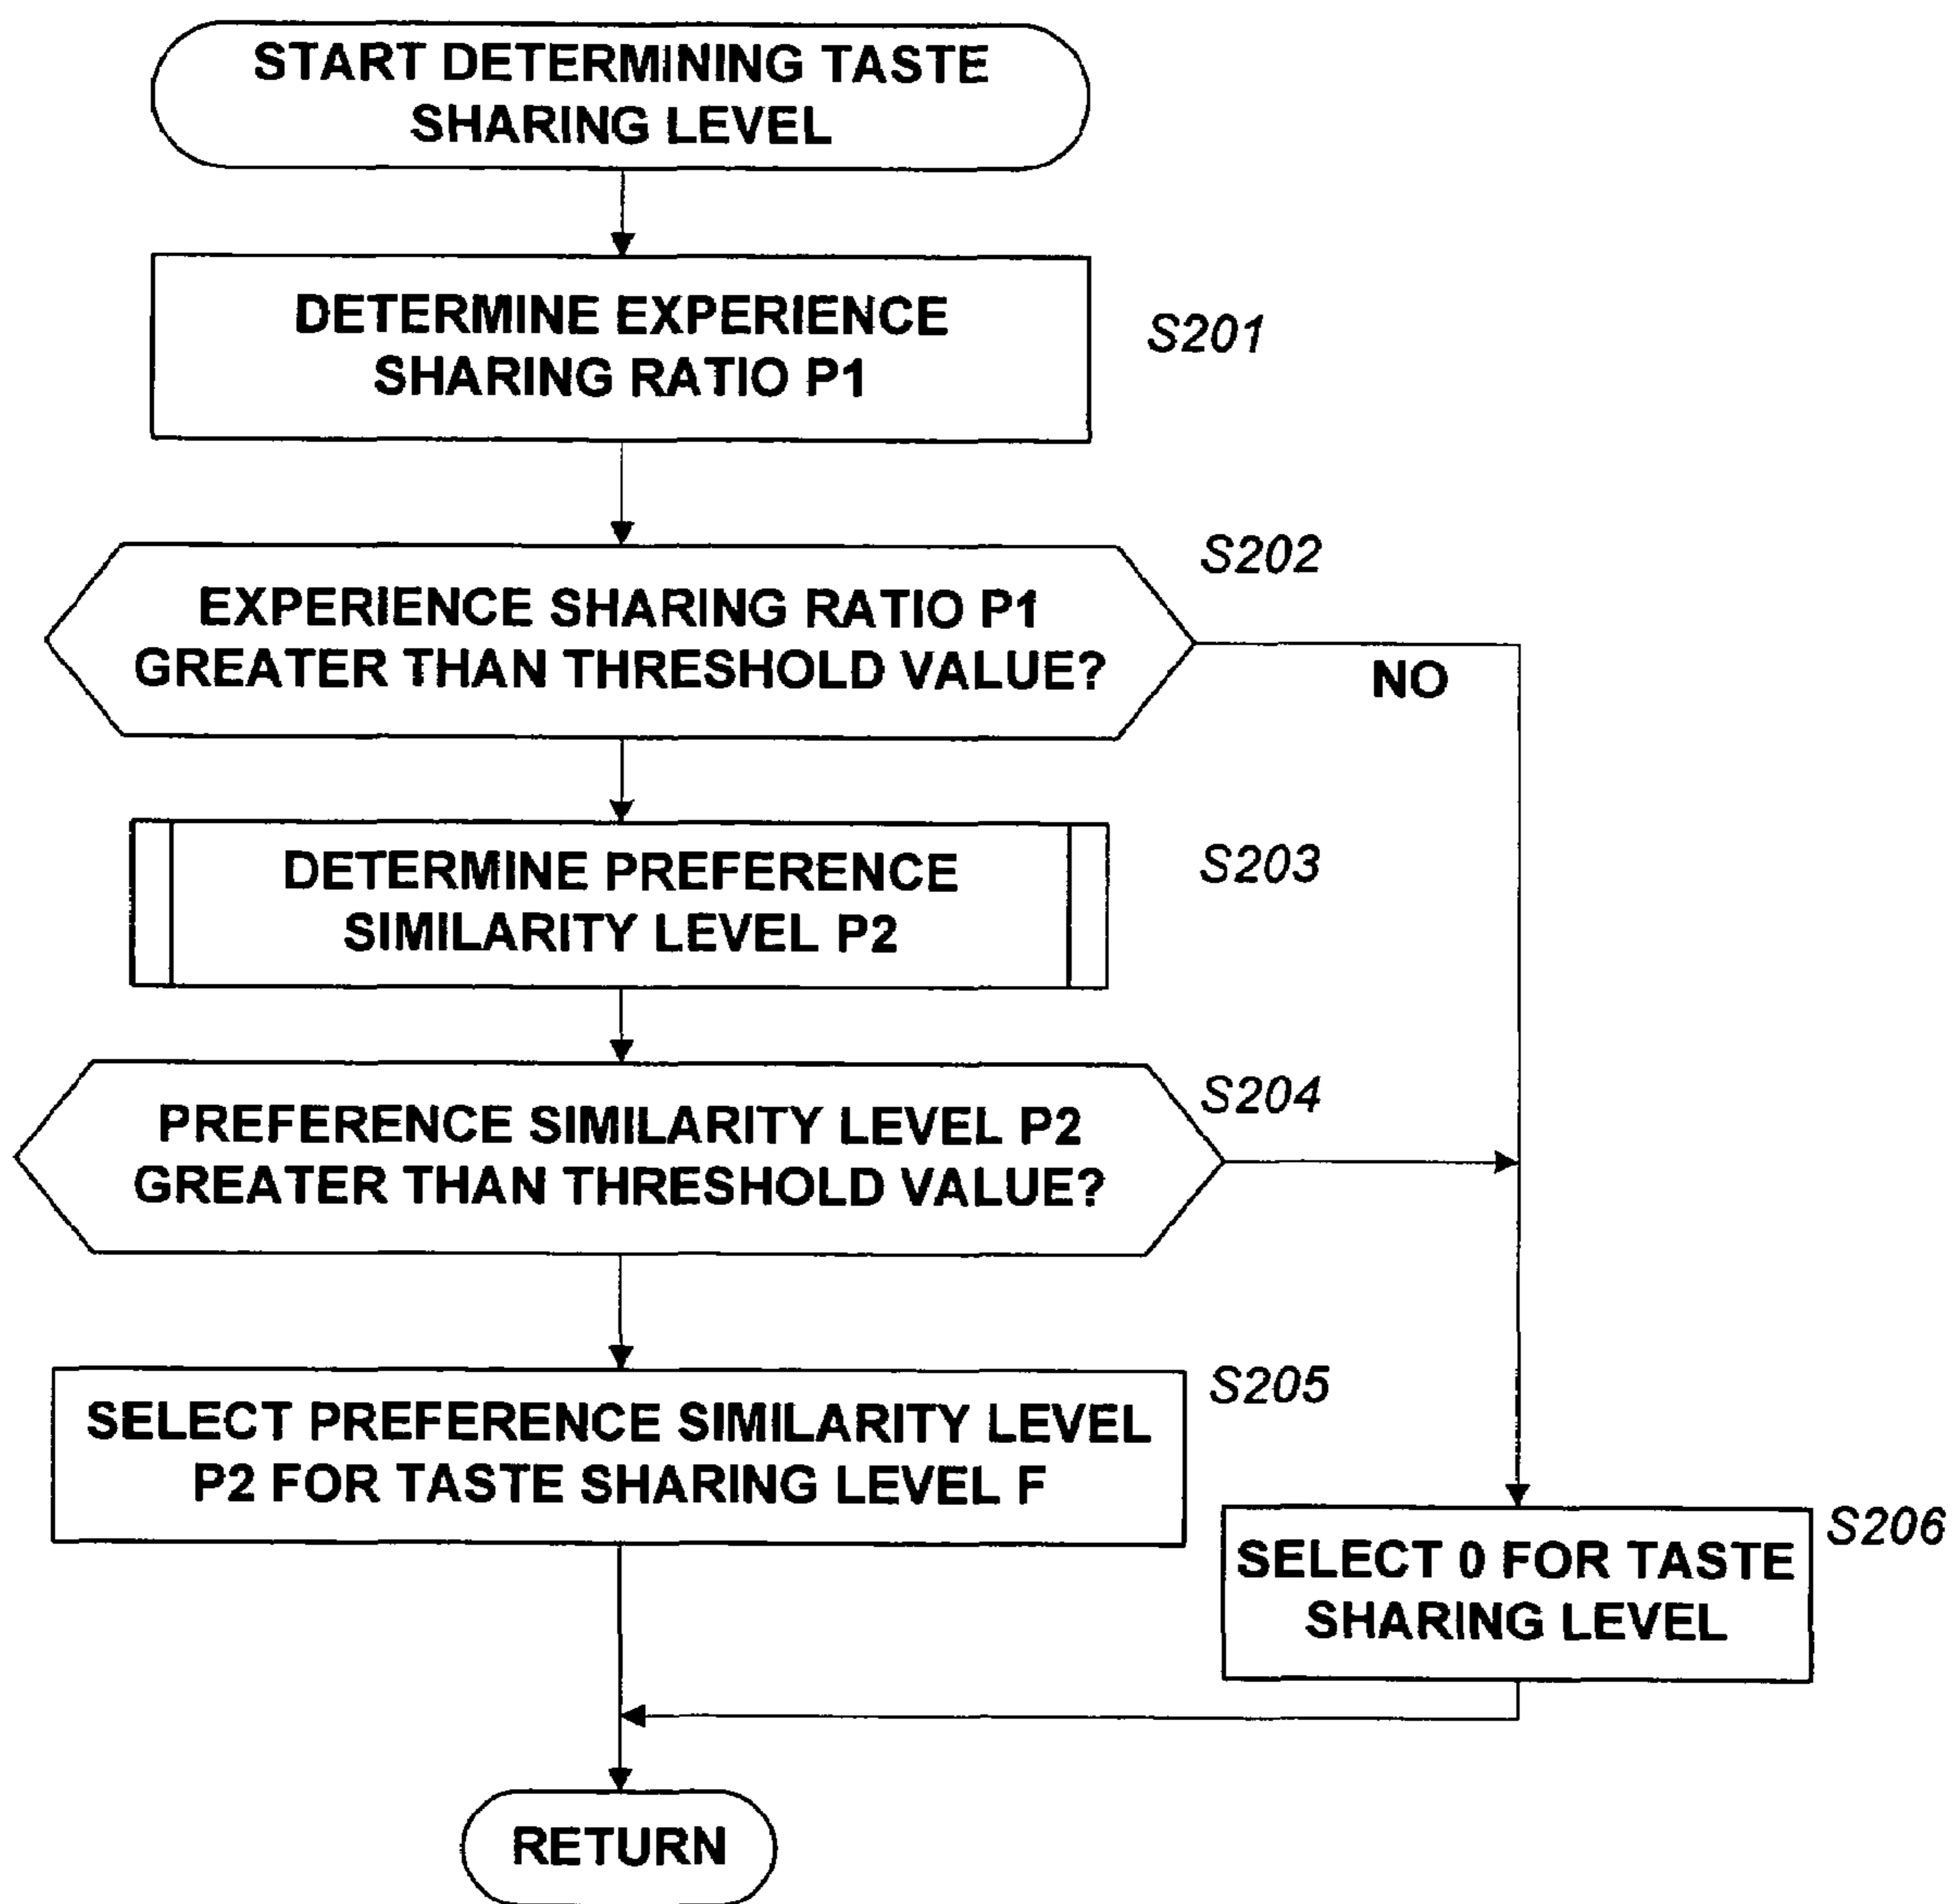 START DETERMINING TASTE
SHARING LEVEL
DETERMINE EXPERIENCE
SHARING RATIO P1
S201
S202
EXPERIENCE SHARING RATIO P1
GREATER THAN THRESHOLD VALUE?
NO
DETERMINE PREFERENCE
SIMILARITY LEVEL P2
S203
S204
PREFERENCE SIMILARITY LEVEL P2
GREATER THAN THRESHOLD VALUE?
S205
SELECT PREFERENCE SIMILARITY LEVEL
P2 FOR TASTE SHARING LEVEL F
S206
SELECT 0 FOR TASTE
SHARING LEVEL
RETURN